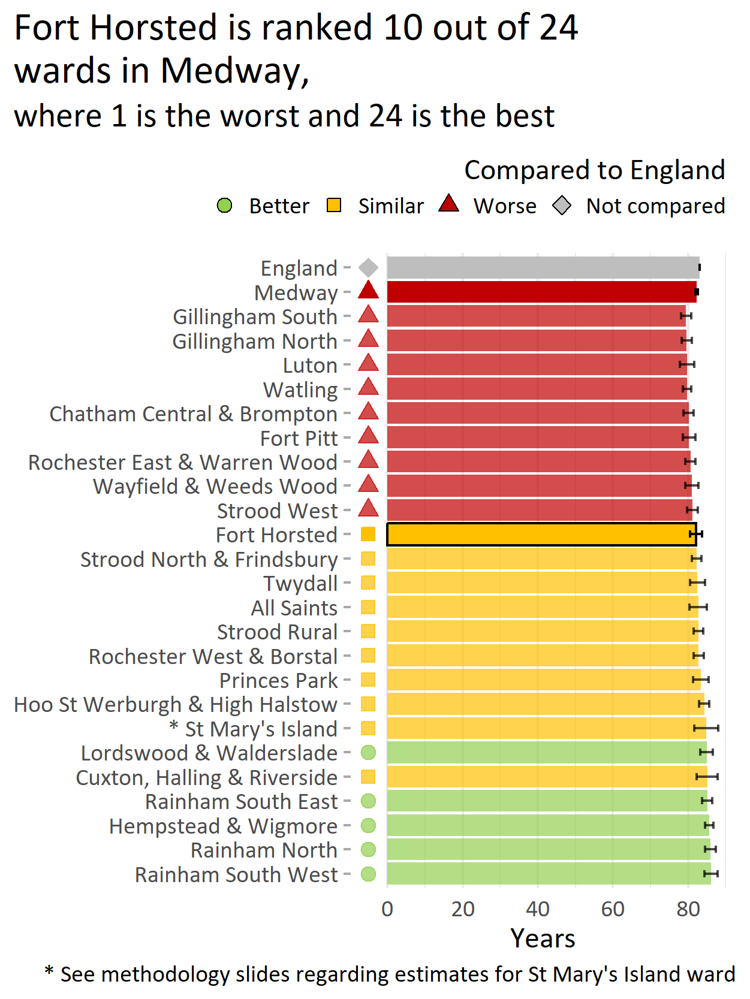 Fort Horsted is ranked 10 out of 24
wards in Medway,
where 1 is the worst and 24 is the best
Compared to England
Better Similar Worse Not compared
England
Medway
Gillingham South
Gillingham North
Luton
Watling
Chatham Central & Brompton
Fort Pitt
Rochester East & Warren Wood
Wayfield & Weeds Wood
Strood West
Fort Horsted
Strood North & Frindsbury
Twydall
All Saints
Strood Rural
Rochester West & Borstal
Princes Park
Hoo St Werburgh & High Halstow
* St Mary's Island
Lordswood & Walderslade
Cuxton, Halling & Riverside
Rainham South East
Hempstead & Wigmore
Rainham North
Rainham South West
0 20 40 60 80
Years
* See methodology slides regarding estimates for St Mary's Island ward